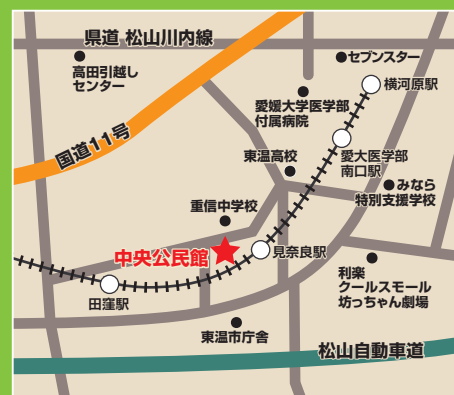 県道 松山川内線
高田引越し
センター
セブンスター
横河原駅
愛媛大学医学部
付属病院
国道11号
愛大医学部
南口駅
東温高校
みなら
特別支援学校
重信中学校
中央公民館
見奈良駅
利楽
クールスモール
坊っちゃん劇場
田窪駅
東温市庁舎
松山自動車道